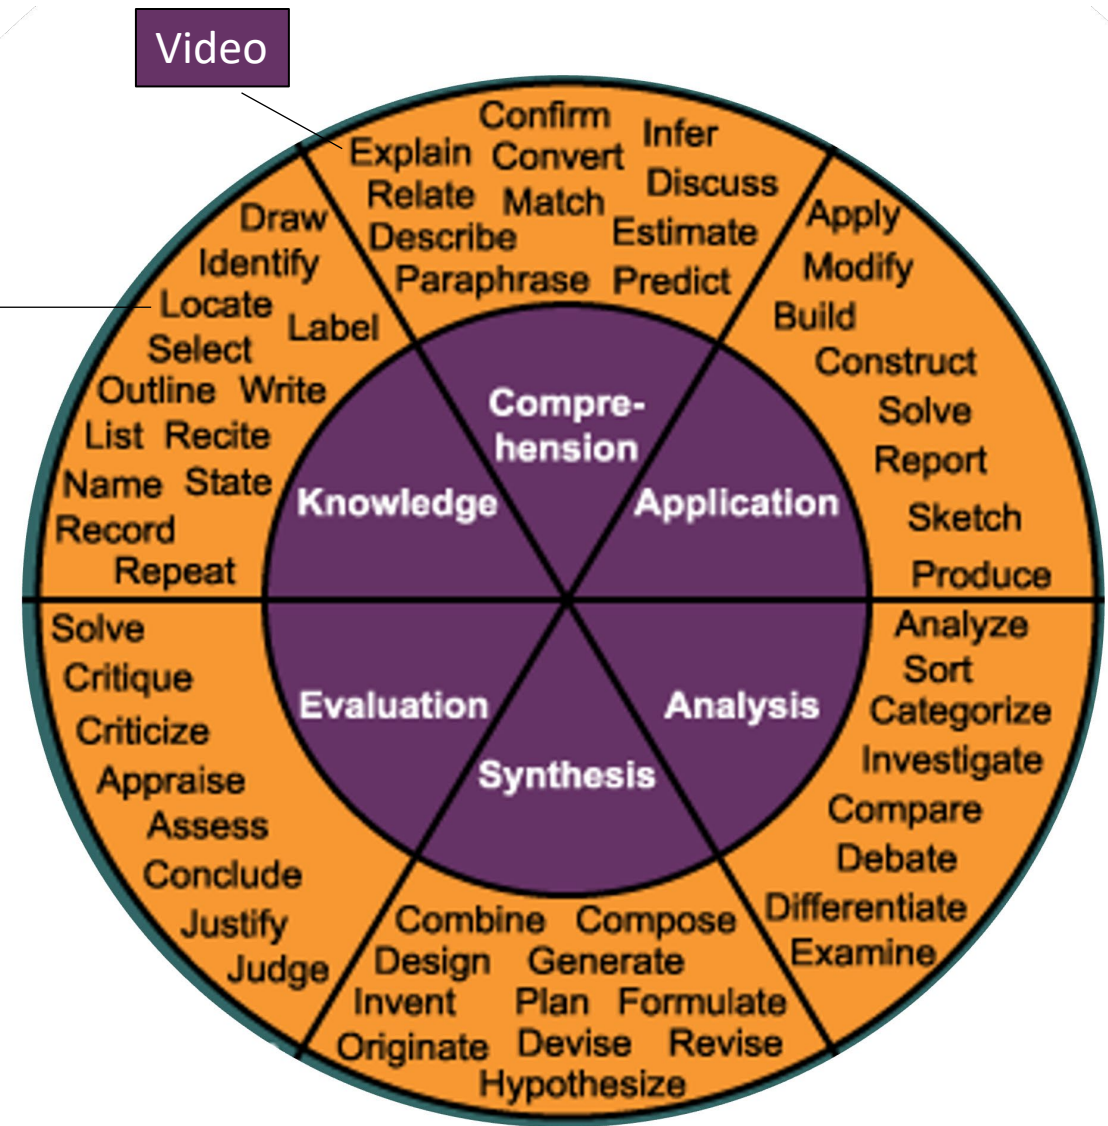 Video
Confirm
Infer
Explain
Convert
Discuss
Relate
Match
Describe
Estimate
Paraphrase
Predict
Draw
Identify
Locate
Label
Select
Outline Write
List Recite
Name State
Record
Repeat
Apply
Modify
Build
Construct
Solve
Report
Sketch
Produce
Compre-
hension
Knowledge
Application
Evaluation
Analysis
Synthesis
Solve
Critique
Criticize
Appraise
Assess
Conclude
Justify
Judge
Analyze
Sort
Categorize
Investigate
Compare
Debate
Differentiate
Examine
Combine Compose
Design Generate
Invent Plan Formulate
Originate Devise Revise
Hypothesize